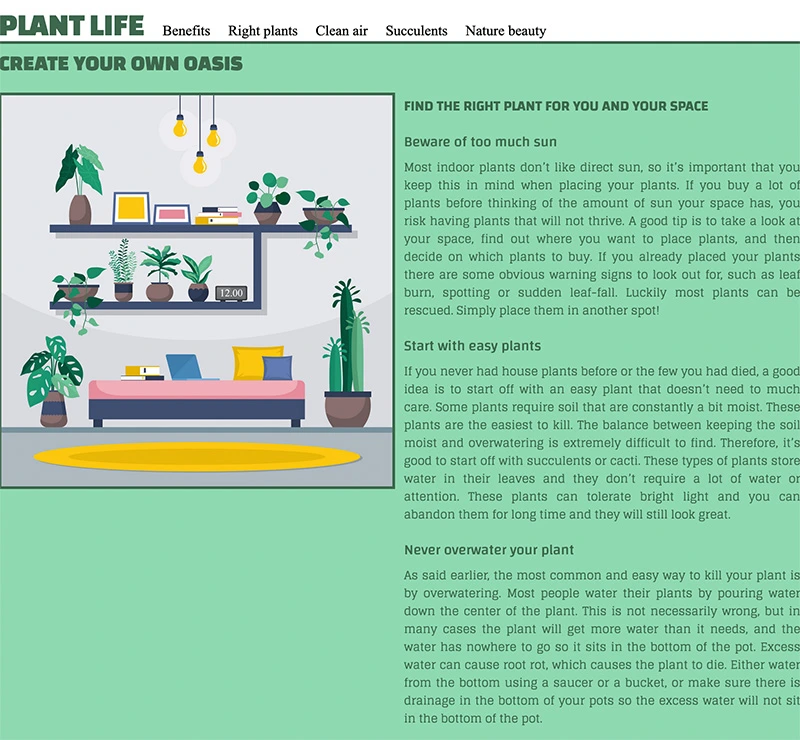 PLANT LIFE Benefits Right plants Clean air Succulents Nature beauty
CREATE YOUR OWN OASIS
12.00
FIND THE RIGHT PLANT FOR YOU AND YOUR SPACE
Beware of too much sun
Most indoor plants don't like direct sun, so it's important that you
keep this in mind when placing your plants. If you buy a lot of
plants before thinking of the amount of sun your space has, you
risk having plants that will not thrive. A good tip is to take a look at
your space, find out where you want to place plants, and then
decide on which plants to buy. If you already placed your plants
there are some obvious warning signs to look out for, such as leaf
burn, spotting or sudden leaf-fall. Luckily most plants can be
rescued. Simply place them in another spot!
Start with easy plants
If you never had house plants before or the few you had died, a good
idea is to start off with an easy plant that doesn't need to much
care. Some plants require soil that are constantly a bit moist. These
plants are the easiest to kill. The balance between keeping the soil
moist and overwatering is extremely difficult to find. Therefore, it's
good to start off with succulents or cacti. These types of plants store
water in their leaves and they don't require a lot of water or
attention. These plants can tolerate bright light and you can
abandon them for long time and they will still look great.
Never overwater your plant
As said earlier, the most common and easy way to kill your plant is
by overwatering. Most people water their plants by pouring water
down the center of the plant. This is not necessarily wrong, but in
many cases the plant will get more water than it needs, and the
water has nowhere to go so it sits in the bottom of the pot. Excess
water can cause root rot, which causes the plant to die. Either water
from the bottom using a saucer or a bucket, or make sure there is
drainage in the bottom of your pots so the excess water will not sit
in the bottom of the pot.